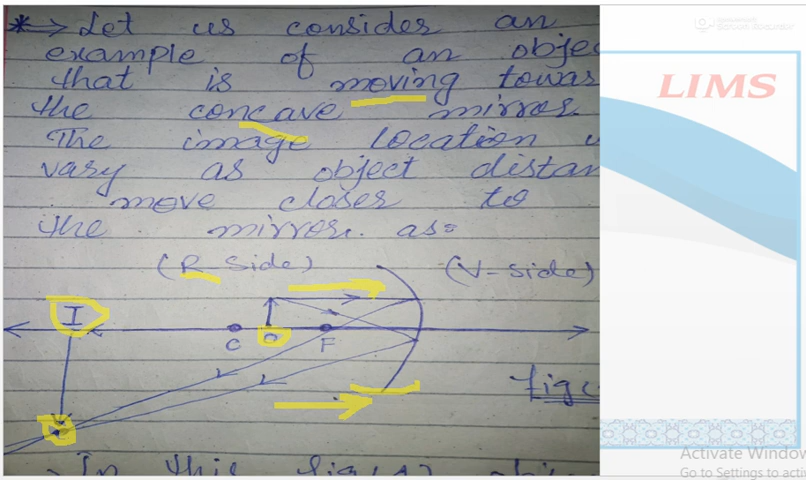 *⇒ Let us consider an
example of an objec
that is moving towar
the concave mirror.
The image location
vary as object distan
move closer to
the mirror. as:
(R-Side) (V-side)
I
C O F
fig
In this fig(s)
LIMS
Activate Window
Go to Settings to acti